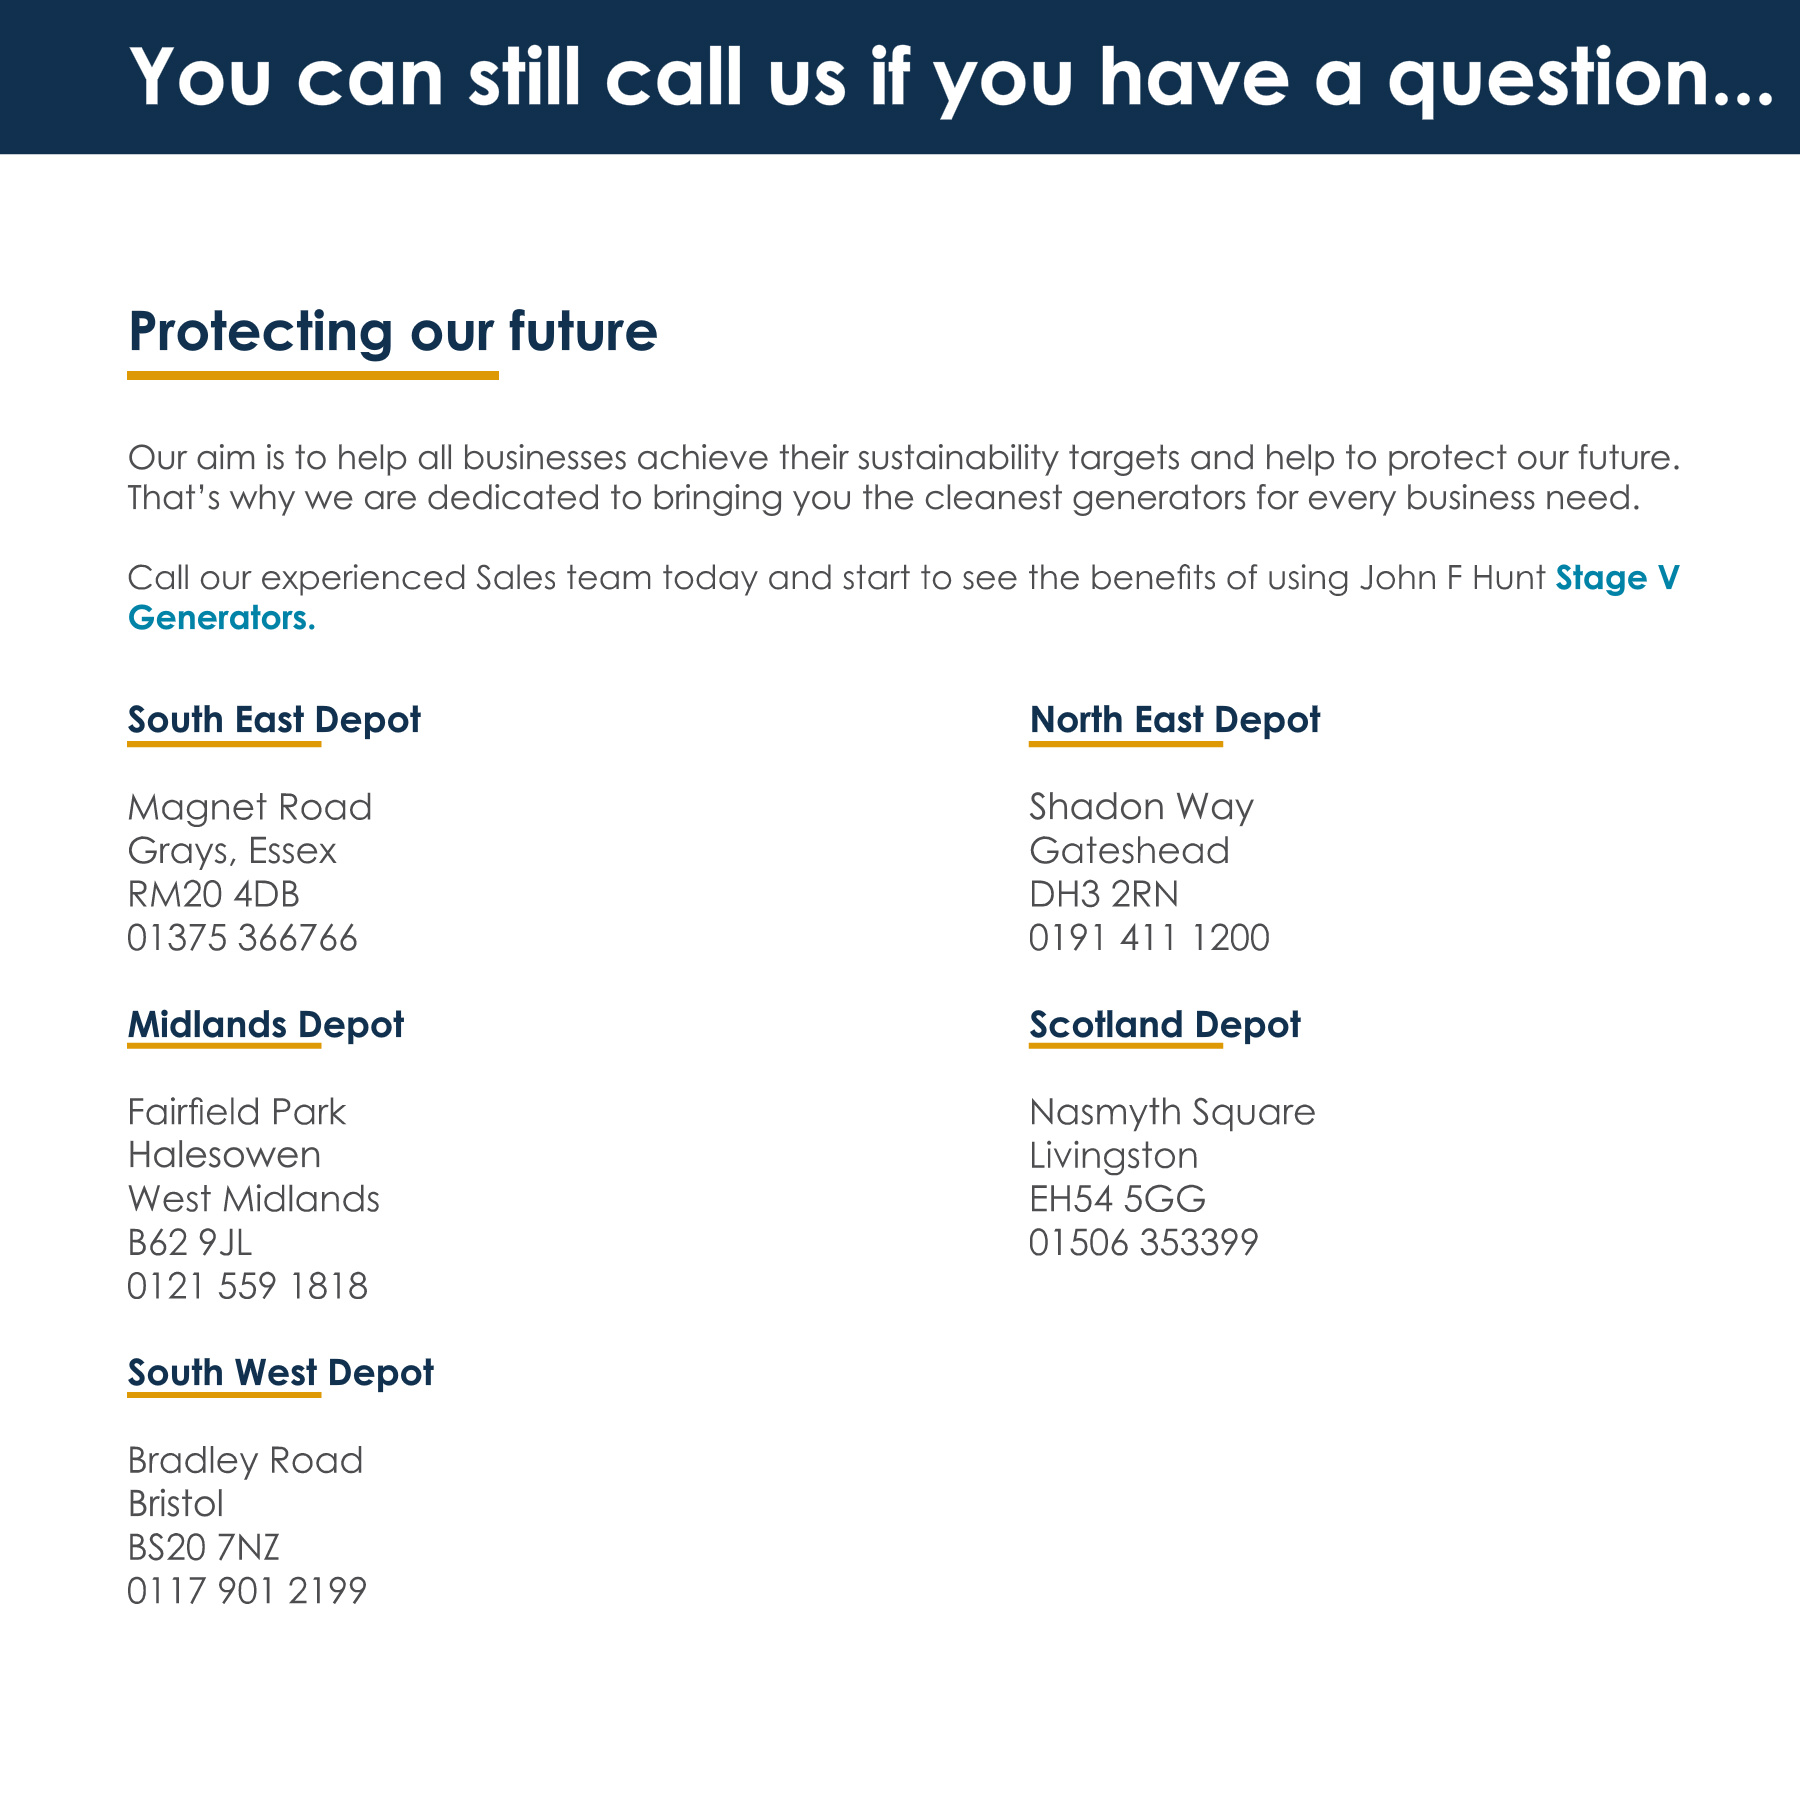 You can still call us if you have a question...
Protecting our future
Our aim is to help all businesses achieve their sustainability targets and help to protect our future.
That’s why we are dedicated to bringing you the cleanest generators for every business need.
Call our experienced Sales team today and start to see the benefits of using John F Hunt Stage V
Generators.
South East Depot
Magnet Road
Grays, Essex
RM20 4DB
01375 366766
Midlands Depot
Fairfield Park
Halesowen
West Midlands
B62 9JL
0121 559 1818
South West Depot
Bradley Road
Bristol
BS20 7NZ
0117 901 2199
North East Depot
Shadon Way
Gateshead
DH3 2RN
0191 411 1200
Scotland Depot
Nasmyth Square
Livingston
EH54 5GG
01506 353399